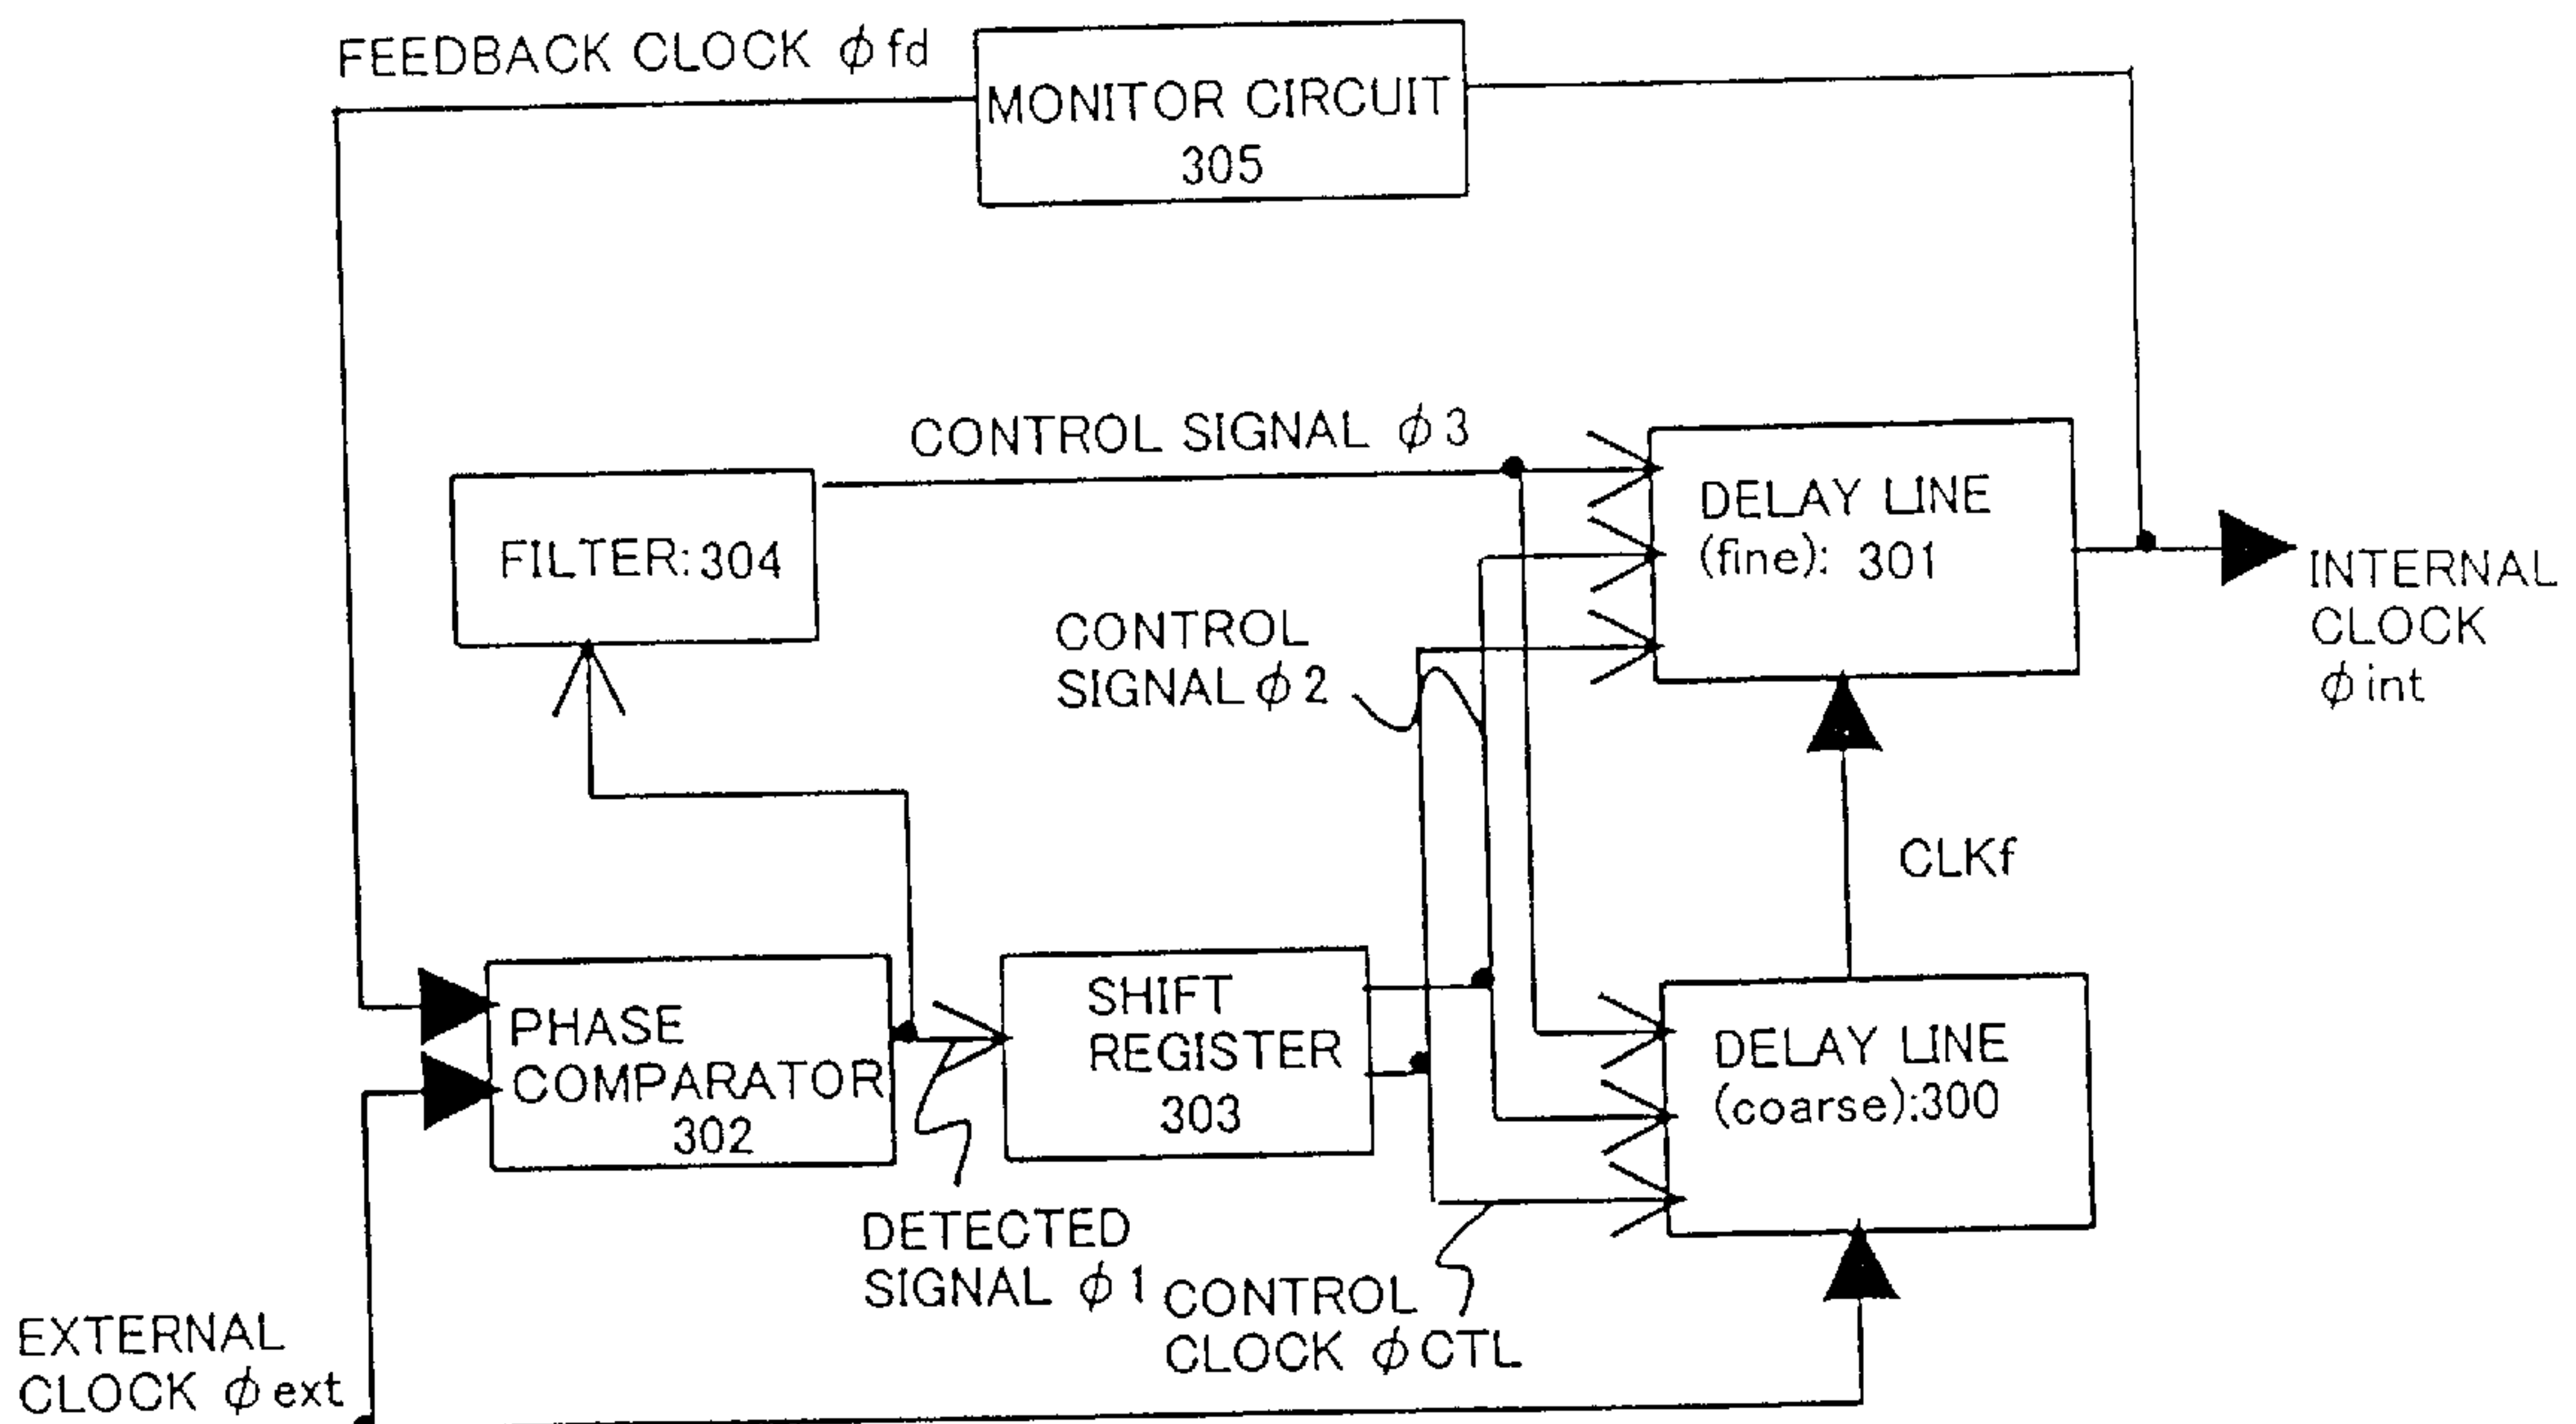 FEEDBACK CLOCK ϕfd
MONITOR CIRCUIT
305
CONTROL SIGNAL ϕ3
FILTER:304
DELAY LINE
(fine): 301
INTERNAL
CLOCK
ϕint
CONTROL
SIGNALϕ2
CLKf
PHASE
COMPARATOR
302
SHIFT
REGISTER
303
DELAY LINE
(coarse):300
DETECTED
SIGNAL ϕ1
CONTROL
CLOCK ϕCTL
EXTERNAL
CLOCK ϕext